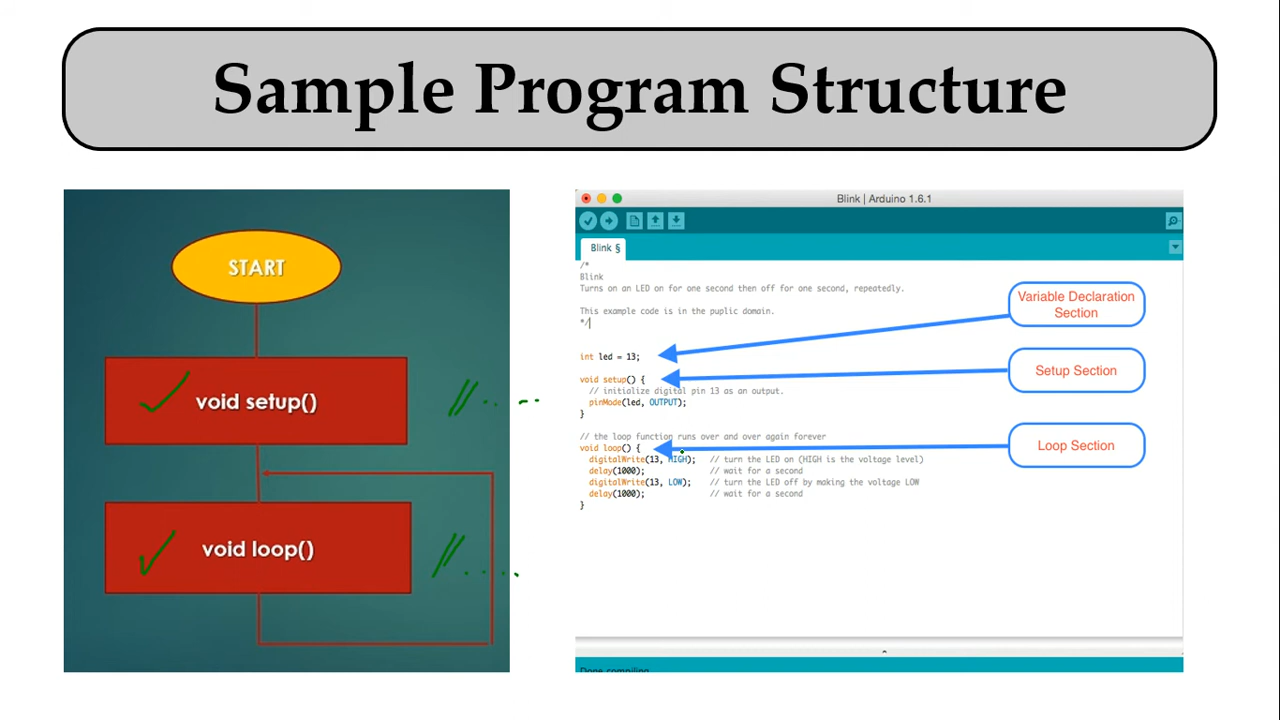 Sample Program Structure
START
void setup()
// . . - -
void loop()
// . . . .
Blink | Arduino 1.6.1
Blink §
/*
Blink
Turns on an LED on for one second then off for one second, repeatedly.
This example code is in the puplic domain.
*/
int led = 13;
void setup() {
// initialize digital pin 13 as an output.
pinMode(led, OUTPUT);
}
// the loop function runs over and over again forever
void loop() {
digitalWrite(13, HIGH); // turn the LED on (HIGH is the voltage level)
delay(1000); // wait for a second
digitalWrite(13, LOW); // turn the LED off by making the voltage LOW
delay(1000); // wait for a second
}
Variable Declaration
Section
Setup Section
Loop Section
Done compiling